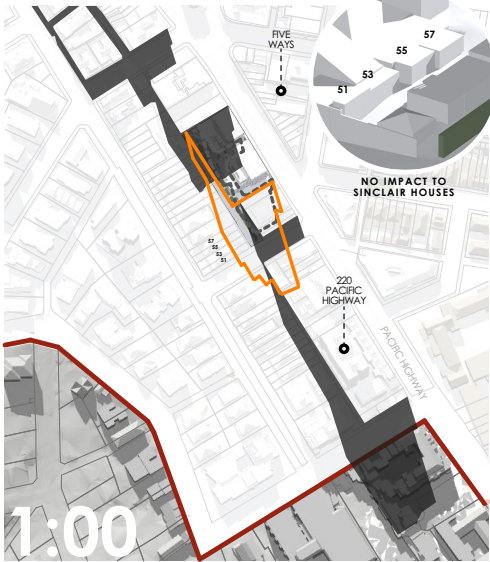 FIVE
WAYS
57
55
53
51
NO IMPACT TO
SINCLAIR HOUSES
57
55
53
51
220
PACIFIC
HIGHWAY
PACIFIC HIGHWAY
1:00